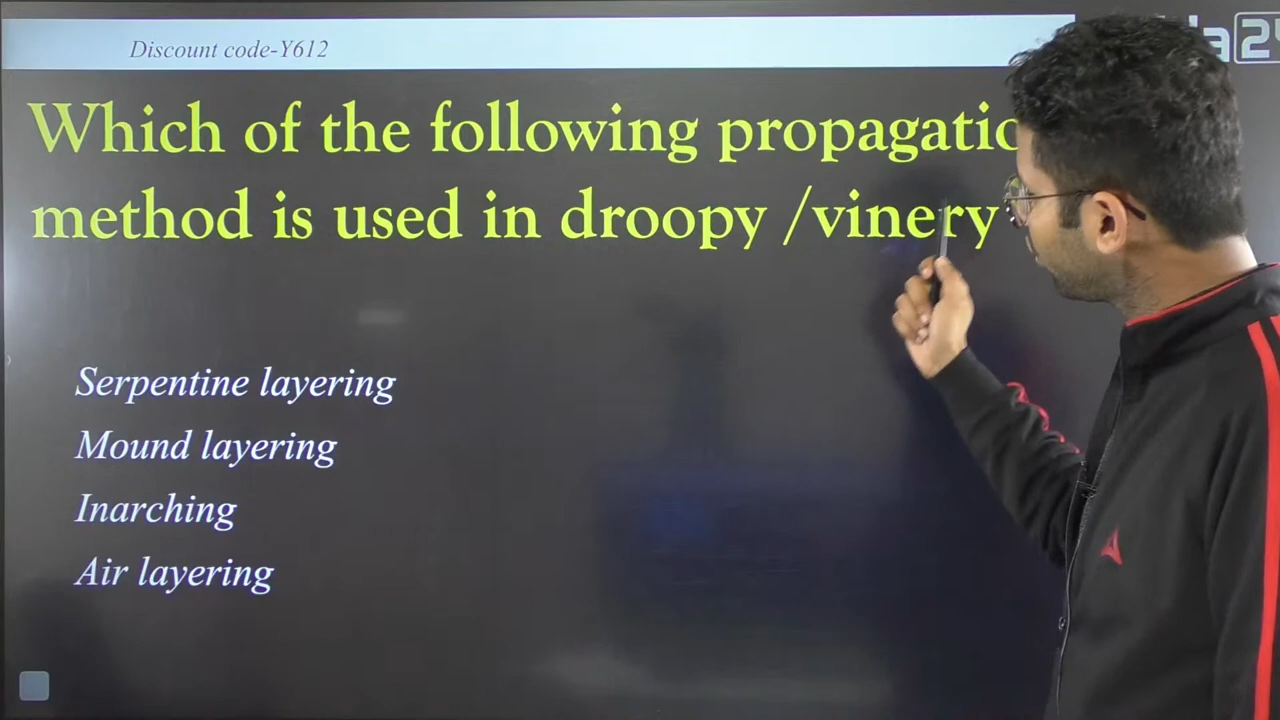 Discount code-Y612
Which of the following
method is used in droopy /vinery
Serpentine layering
Mound layering
Inarching
Air layering